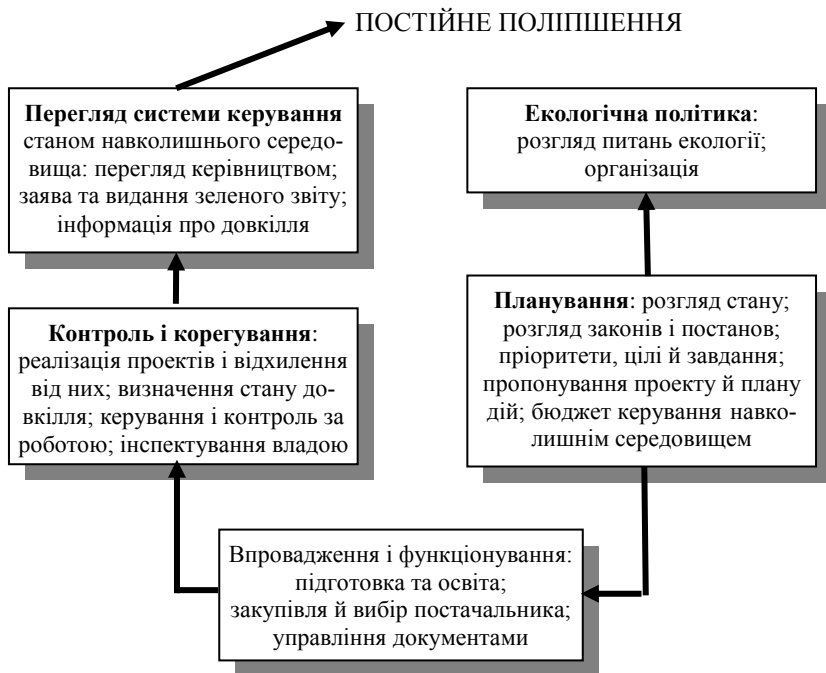 ПОСТІЙНЕ ПОЛІПШЕННЯ
Перегляд системи керування
станом навколишнього середо-
вища: перегляд керівництвом;
заява та видання зеленого звіту;
інформація про довкілля
Екологічна політика:
розгляд питань екології;
організація
Контроль і корегування:
реалізація проектів і відхилення
від них; визначення стану до-
вкілля; керування і контроль за
роботою; інспектування владою
Планування: розгляд стану;
розгляд законів і постанов;
пріоритети, цілі й завдання;
пропонування проекту й плану
дій; бюджет керування навко-
лишнім середовищем
Впровадження і функціонування:
підготовка та освіта;
закупівля й вибір постачальника;
управління документами